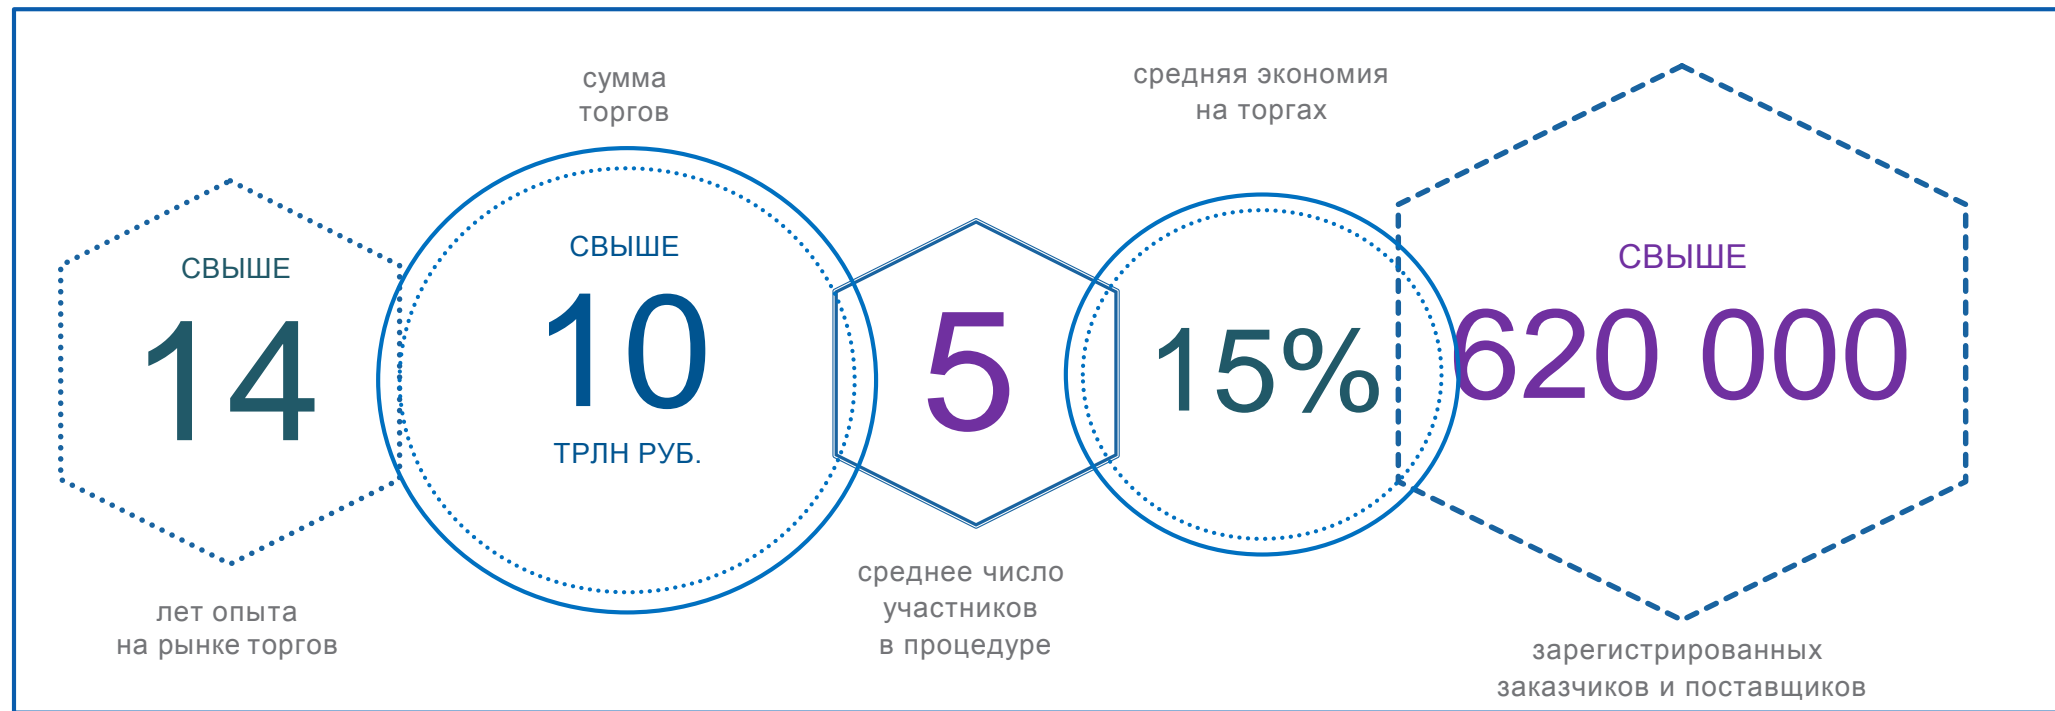 СВЫШЕ
14
лет опыта
на рынке торгов
сумма
торгов
СВЫШЕ
10
ТРЛН РУБ.
5
среднее число
участников
в процедуре
средняя экономия
на торгах
15%
СВЫШЕ
620 000
зарегистрированных
заказчиков и поставщиков